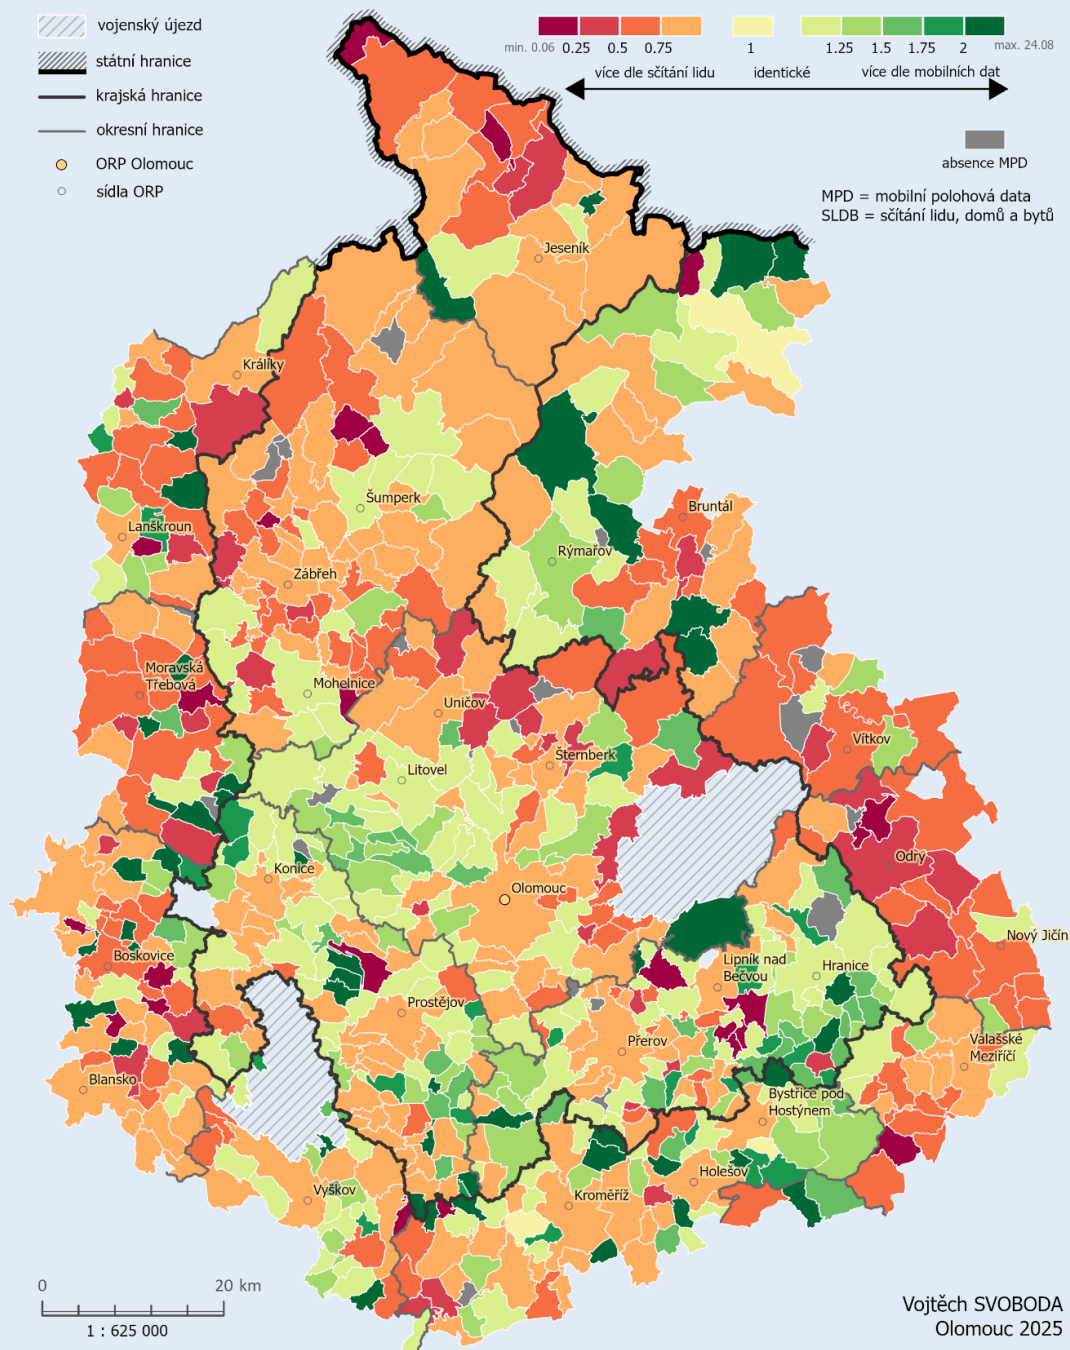 vojenský újezd
státní hranice
krajská hranice
okresní hranice
ORP Olomouc
sídla ORP
min. 0.06 0.25 0.5 0.75 1 1.25 1.5 1.75 2 max. 24.08
více dle sčítání lidu identické více dle mobilních dat
absence MPD
MPD = mobilní polohová data
SLDB = sčítání lidu, domů a bytů
Jeseník
Králíky
Šumperk
Bruntál
Lanškroun
Rýmařov
Zábřeh
Moravská
Třebová
Mohelnice
Uničov
Vítkov
Šternberk
Litovel
Odry
Konice
Olomouc
Nový Jičín
Boskovice
Lipník nad
Bečvou
Hranice
Prostějov
Přerov
Valašské
Meziříčí
Blansko
Bystřice pod
Hostýnem
Holešov
Vyškov
Kroměříž
0 20 km
1 : 625 000
Vojtěch SVOBODA
Olomouc 2025